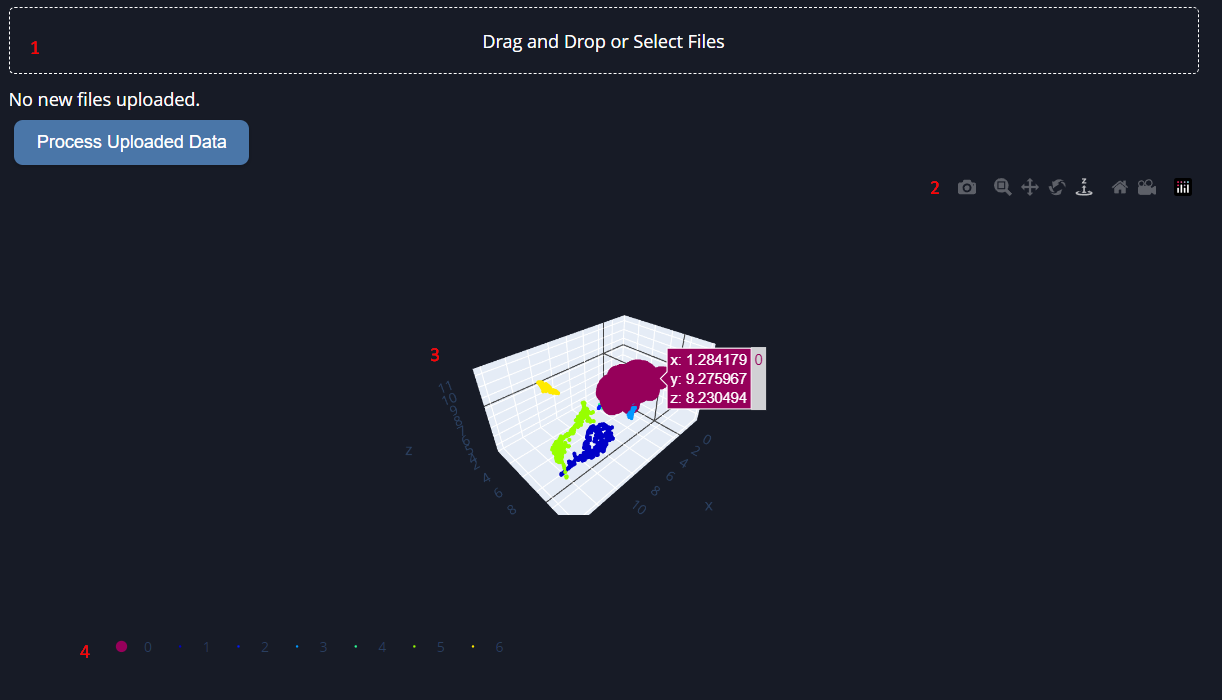 1
Drag and Drop or Select Files
No new files uploaded.
Process Uploaded Data
2
z
3
x: 1.284179 0
y: 9.275967
z: 8.230494
11
10
9
8
z
4
6
8
0
2
4
6
8
10
x
4
0 1 2 3 4 5 6